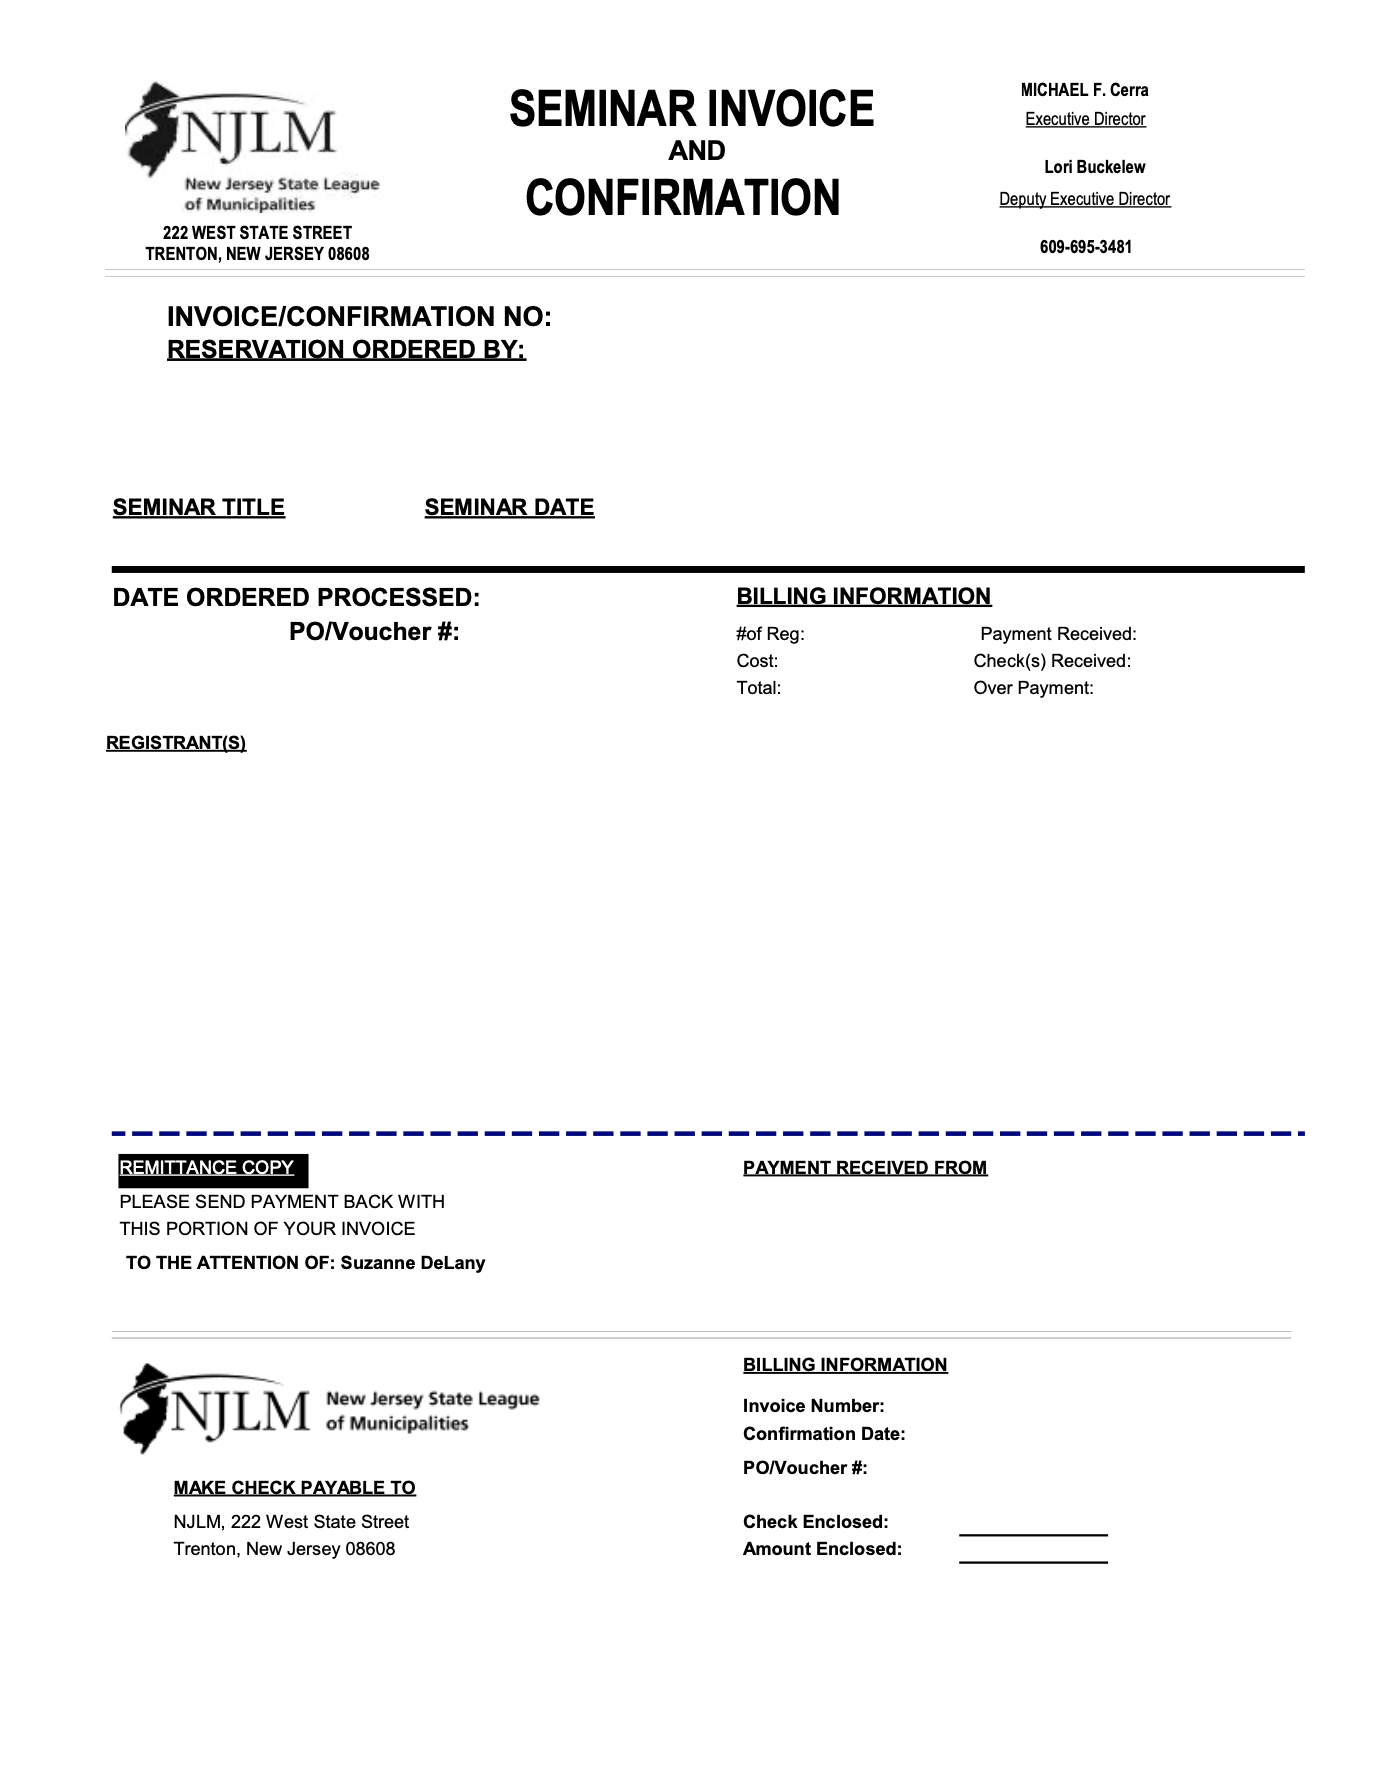 NJLM
New Jersey State League
of Municipalities
222 WEST STATE STREET
TRENTON, NEW JERSEY 08608
SEMINAR INVOICE
AND
CONFIRMATION
MICHAEL F. Cerra
Executive Director
Lori Buckelew
Deputy Executive Director
609-695-3481
INVOICE/CONFIRMATION NO:
RESERVATION ORDERED BY:
SEMINAR TITLE SEMINAR DATE
DATE ORDERED PROCESSED:
PO/Voucher #:
BILLING INFORMATION
#of Reg: Payment Received:
Cost: Check(s) Received:
Total: Over Payment:
REGISTRANT(S)
REMITTANCE COPY
PLEASE SEND PAYMENT BACK WITH
THIS PORTION OF YOUR INVOICE
TO THE ATTENTION OF: Suzanne DeLany
PAYMENT RECEIVED FROM
NJLM
New Jersey State League
of Municipalities
MAKE CHECK PAYABLE TO
NJLM, 222 West State Street
Trenton, New Jersey 08608
BILLING INFORMATION
Invoice Number:
Confirmation Date:
PO/Voucher #:
Check Enclosed:
Amount Enclosed: